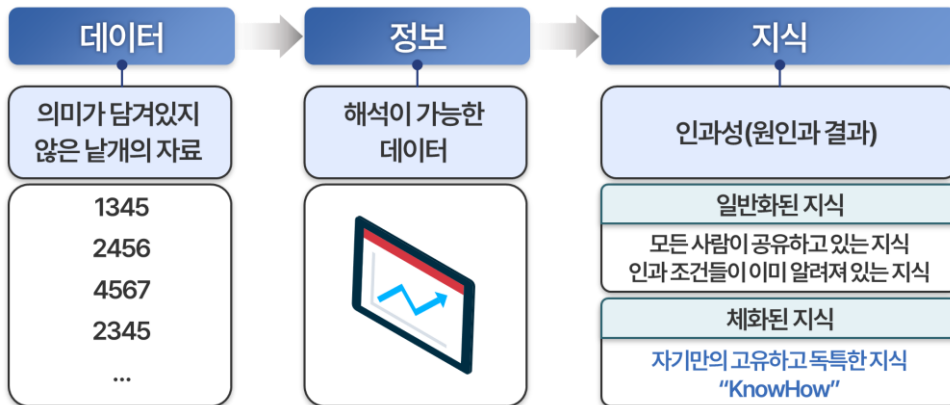 데이터
정보
지식
의미가 담겨있지
않은 낱개의 자료
해석이 가능한
데이터
인과성(원인과 결과)
1345
2456
4567
2345
...
일반화된 지식
모든 사람이 공유하고 있는 지식
인과 조건들이 이미 알려져 있는 지식
체화된 지식
자기만의 고유하고 독특한 지식
“KnowHow”